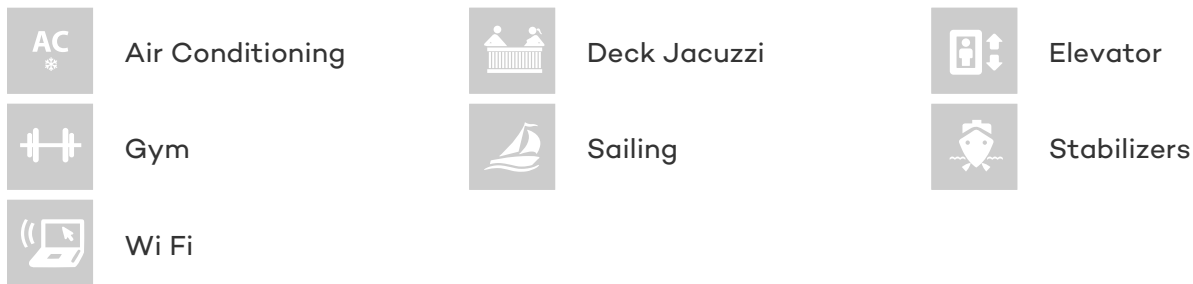 AC
Air Conditioning
Deck Jacuzzi
Elevator
Gym
Sailing
Stabilizers
Wi Fi